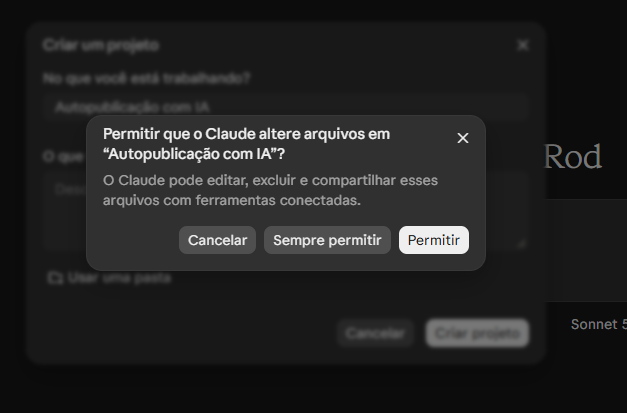 Criar um projeto
No que você está trabalhando?
Autopublicação com IA
Permitir que o Claude altere arquivos em
“Autopublicação com IA”?
O que
O Claude pode editar, excluir e compartilhar esses
arquivos com ferramentas conectadas.
Cancelar Sempre permitir Permitir
Usar uma pasta
Cancelar Criar projeto
Rod
Sonnet 5